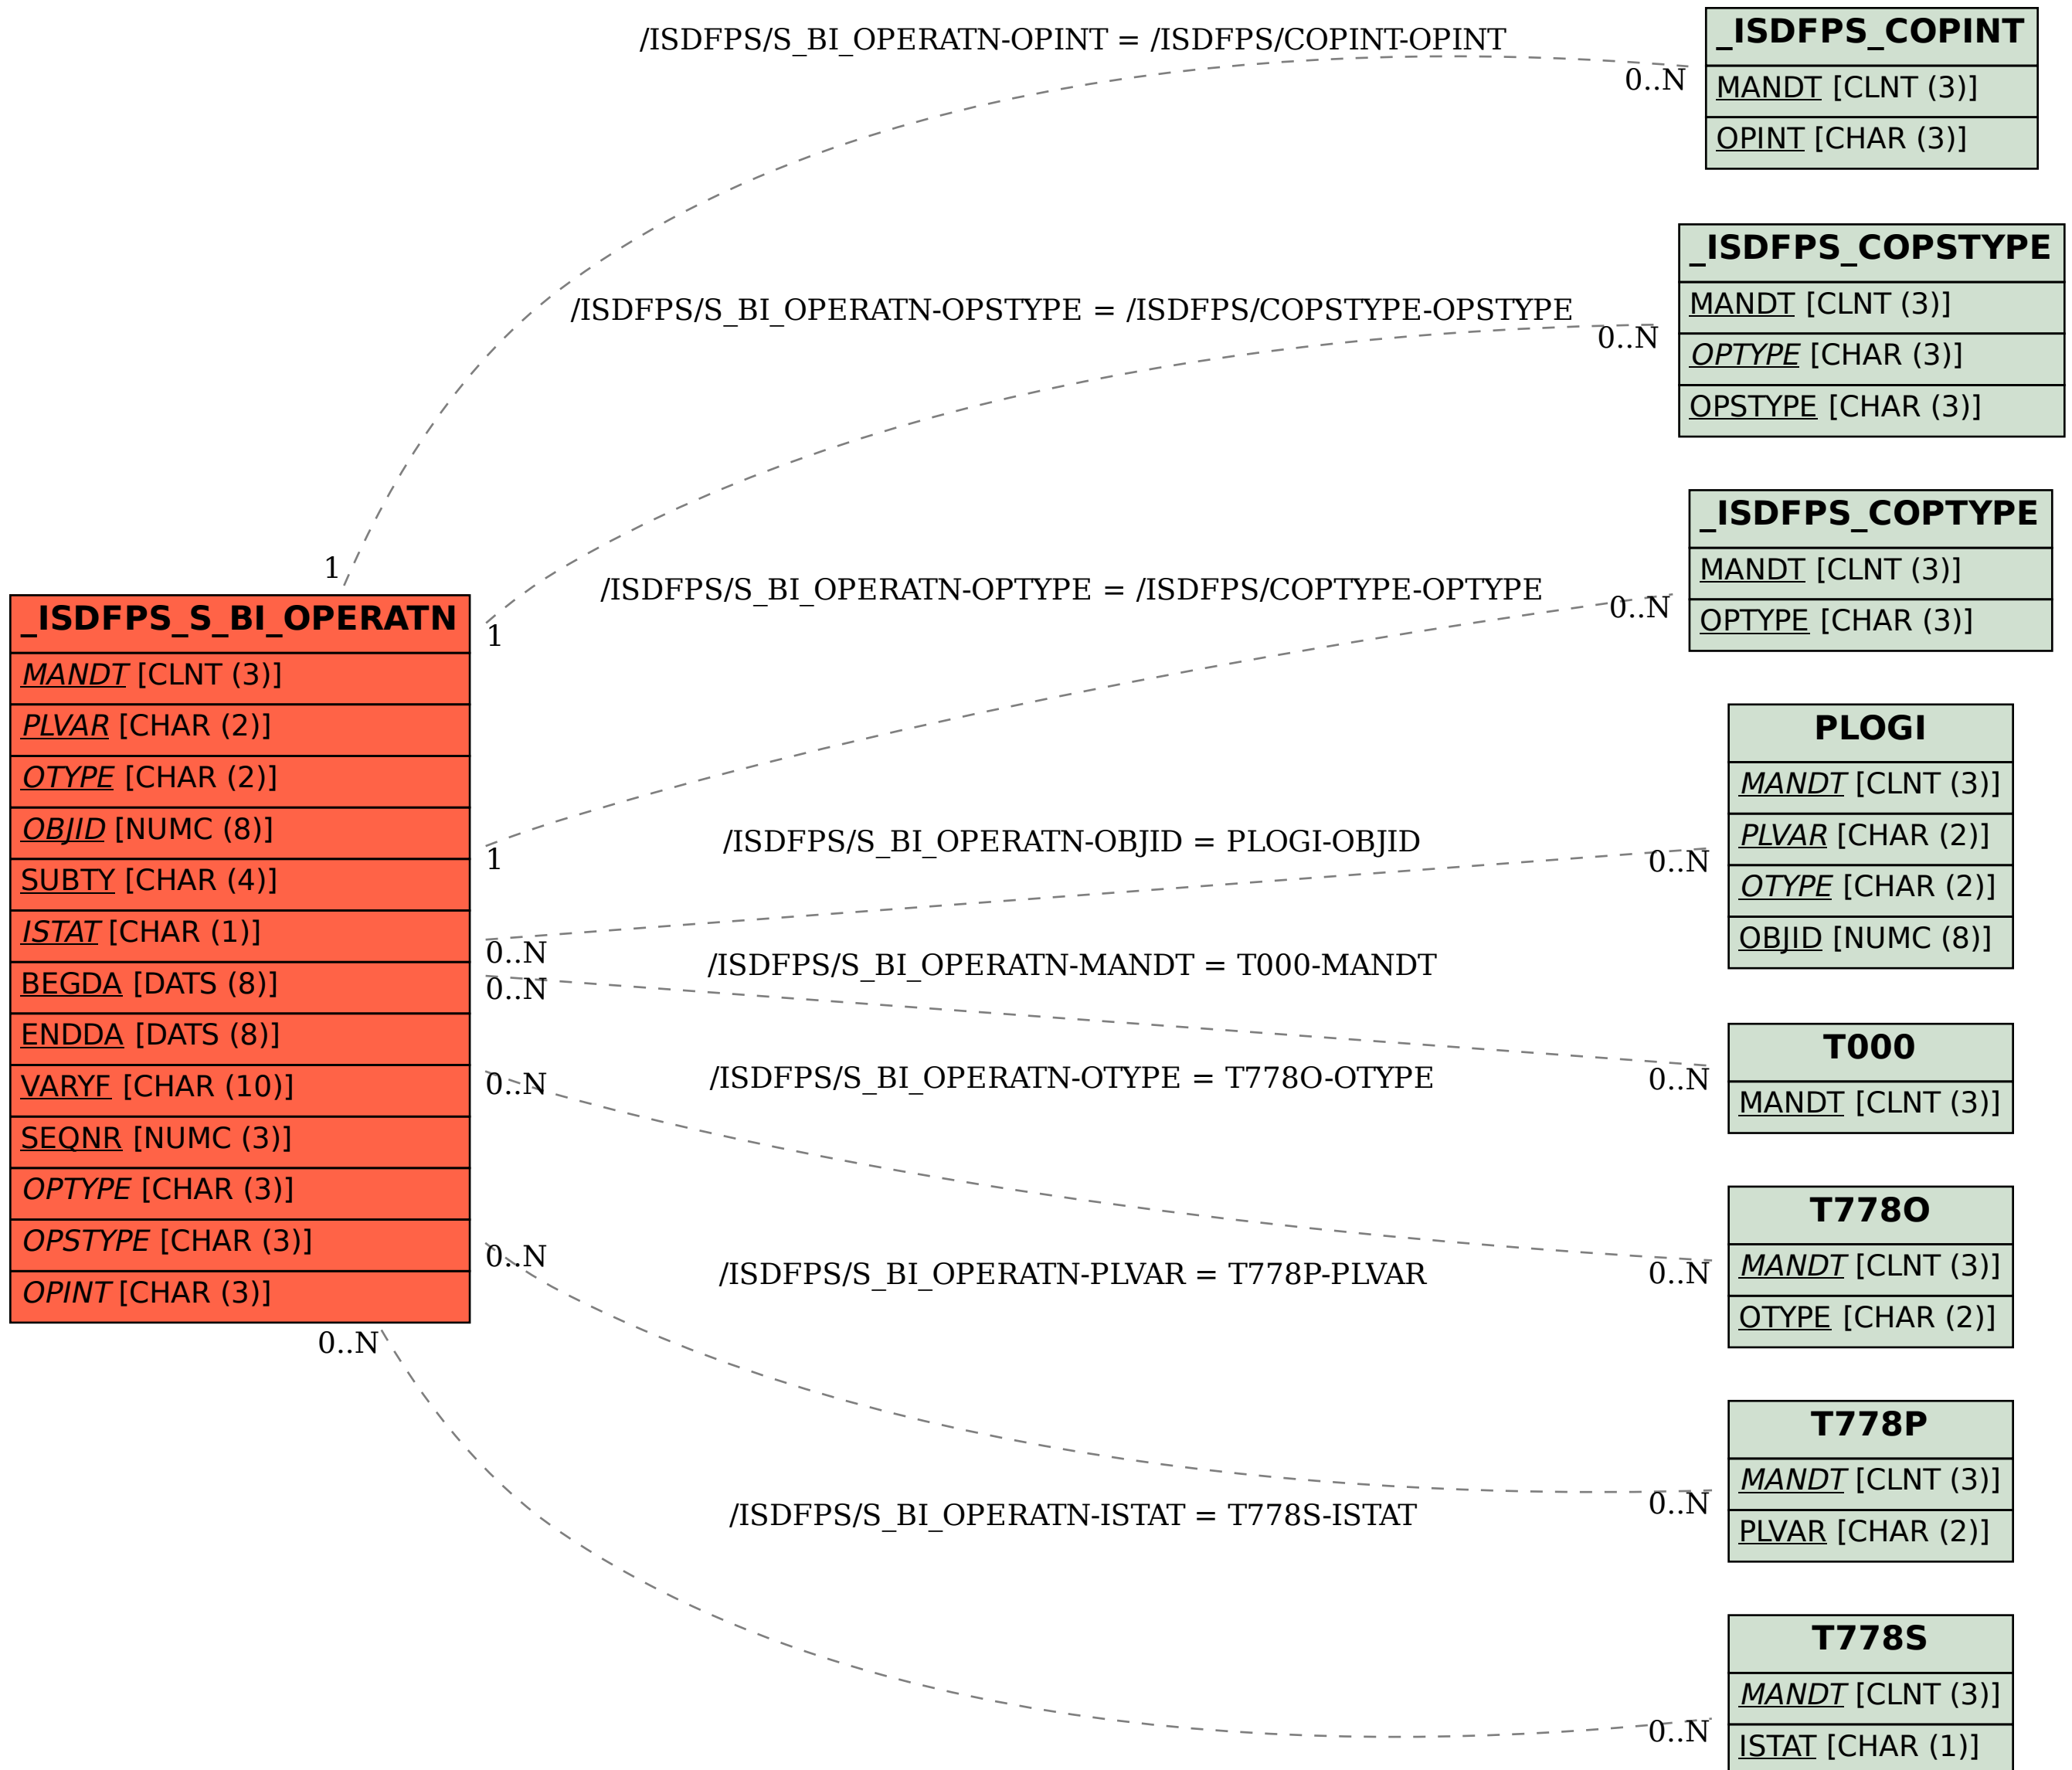 _ISDFPS_S_BI_OPERATN
MANDT [CLNT (3)]
PLVAR [CHAR (2)]
OTYPE [CHAR (2)]
OBJID [NUMC (8)]
SUBTY [CHAR (4)]
ISTAT [CHAR (1)]
BEGDA [DATS (8)]
ENDDA [DATS (8)]
VARYF [CHAR (10)]
SEQNR [NUMC (3)]
OPTYPE [CHAR (3)]
OPSTYPE [CHAR (3)]
OPINT [CHAR (3)]
/ISDFPS/S_BI_OPERATN-OPINT = /ISDFPS/COPINT-OPINT
0..N
1
/ISDFPS/S_BI_OPERATN-OPSTYPE = /ISDFPS/COPSTYPE-OPSTYPE
0..N
1
/ISDFPS/S_BI_OPERATN-OPTYPE = /ISDFPS/COPTYPE-OPTYPE
0..N
1
/ISDFPS/S_BI_OPERATN-OBJID = PLOGI-OBJID
0..N
0..N
/ISDFPS/S_BI_OPERATN-MANDT = T000-MANDT
0..N
0..N
/ISDFPS/S_BI_OPERATN-OTYPE = T778O-OTYPE
0..N
0..N
/ISDFPS/S_BI_OPERATN-PLVAR = T778P-PLVAR
0..N
0..N
/ISDFPS/S_BI_OPERATN-ISTAT = T778S-ISTAT
0..N
0..N
_ISDFPS_COPINT
MANDT [CLNT (3)]
OPINT [CHAR (3)]
_ISDFPS_COPSTYPE
MANDT [CLNT (3)]
OPTYPE [CHAR (3)]
OPSTYPE [CHAR (3)]
_ISDFPS_COPTYPE
MANDT [CLNT (3)]
OPTYPE [CHAR (3)]
PLOGI
MANDT [CLNT (3)]
PLVAR [CHAR (2)]
OTYPE [CHAR (2)]
OBJID [NUMC (8)]
T000
MANDT [CLNT (3)]
T778O
MANDT [CLNT (3)]
OTYPE [CHAR (2)]
T778P
MANDT [CLNT (3)]
PLVAR [CHAR (2)]
T778S
MANDT [CLNT (3)]
ISTAT [CHAR (1)]